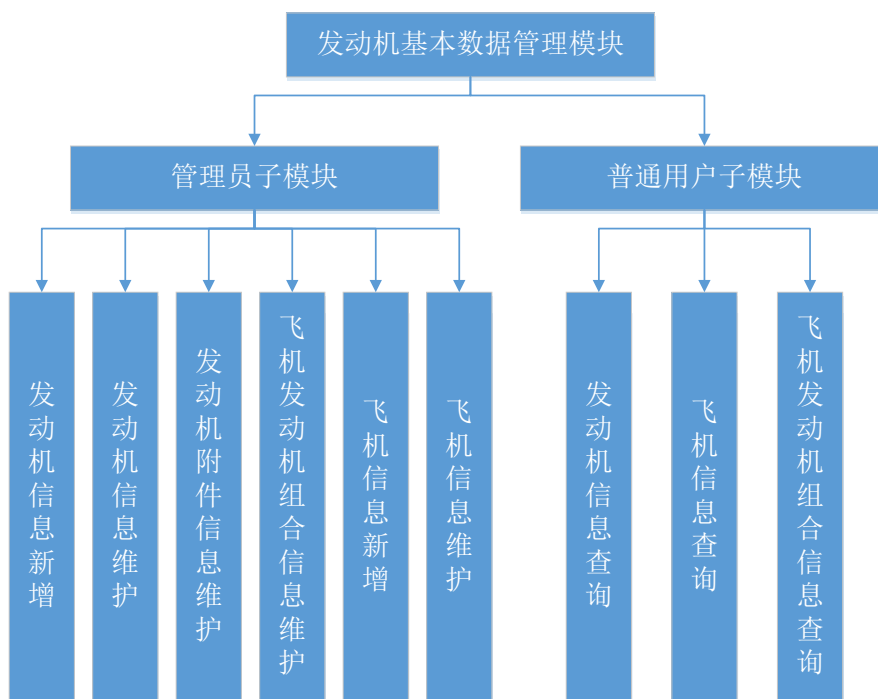 发动机基本数据管理模块
管理员子模块
普通用户子模块
发动机信息新增
发动机信息维护
发动机附件信息维护
飞机发动机组合信息维护
飞机信息新增
飞机信息维护
发动机信息查询
飞机信息查询
飞机发动机组合信息查询